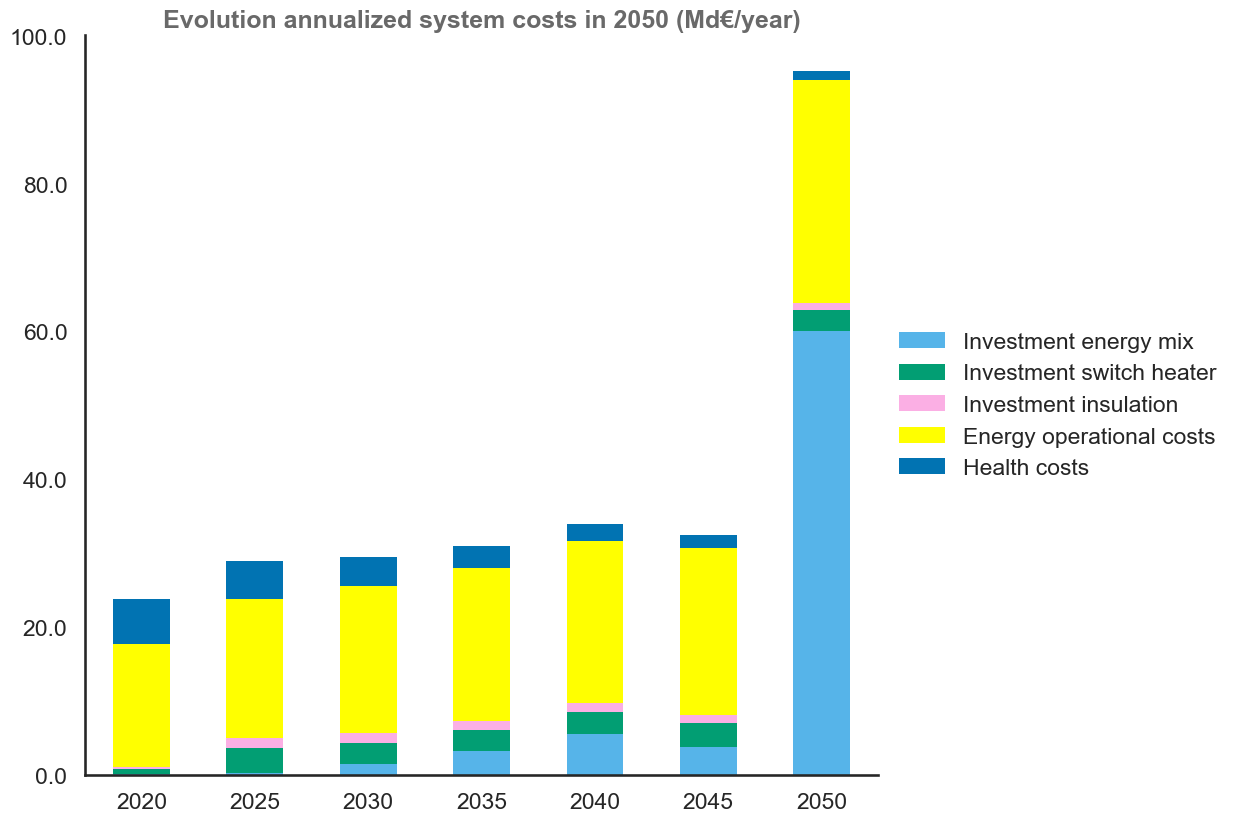 Evolution annualized system costs in 2050 (Md€/year)
100.0
80.0
60.0
40.0
20.0
0.0
2020 2025 2030 2035 2040 2045 2050
Investment energy mix
Investment switch heater
Investment insulation
Energy operational costs
Health costs